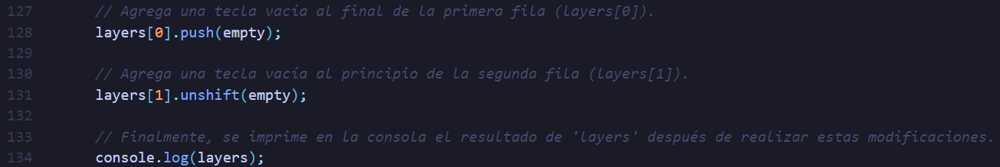 127 // Agrega una tecla vacía al final de la primera fila (layers[0]).
128 layers[0].push(empty);
129
130 // Agrega una tecla vacía al principio de la segunda fila (layers[1]).
131 layers[1].unshift(empty);
132
133 // Finalmente, se imprime en la consola el resultado de 'layers' después de realizar estas modificaciones.
134 console.log(layers);